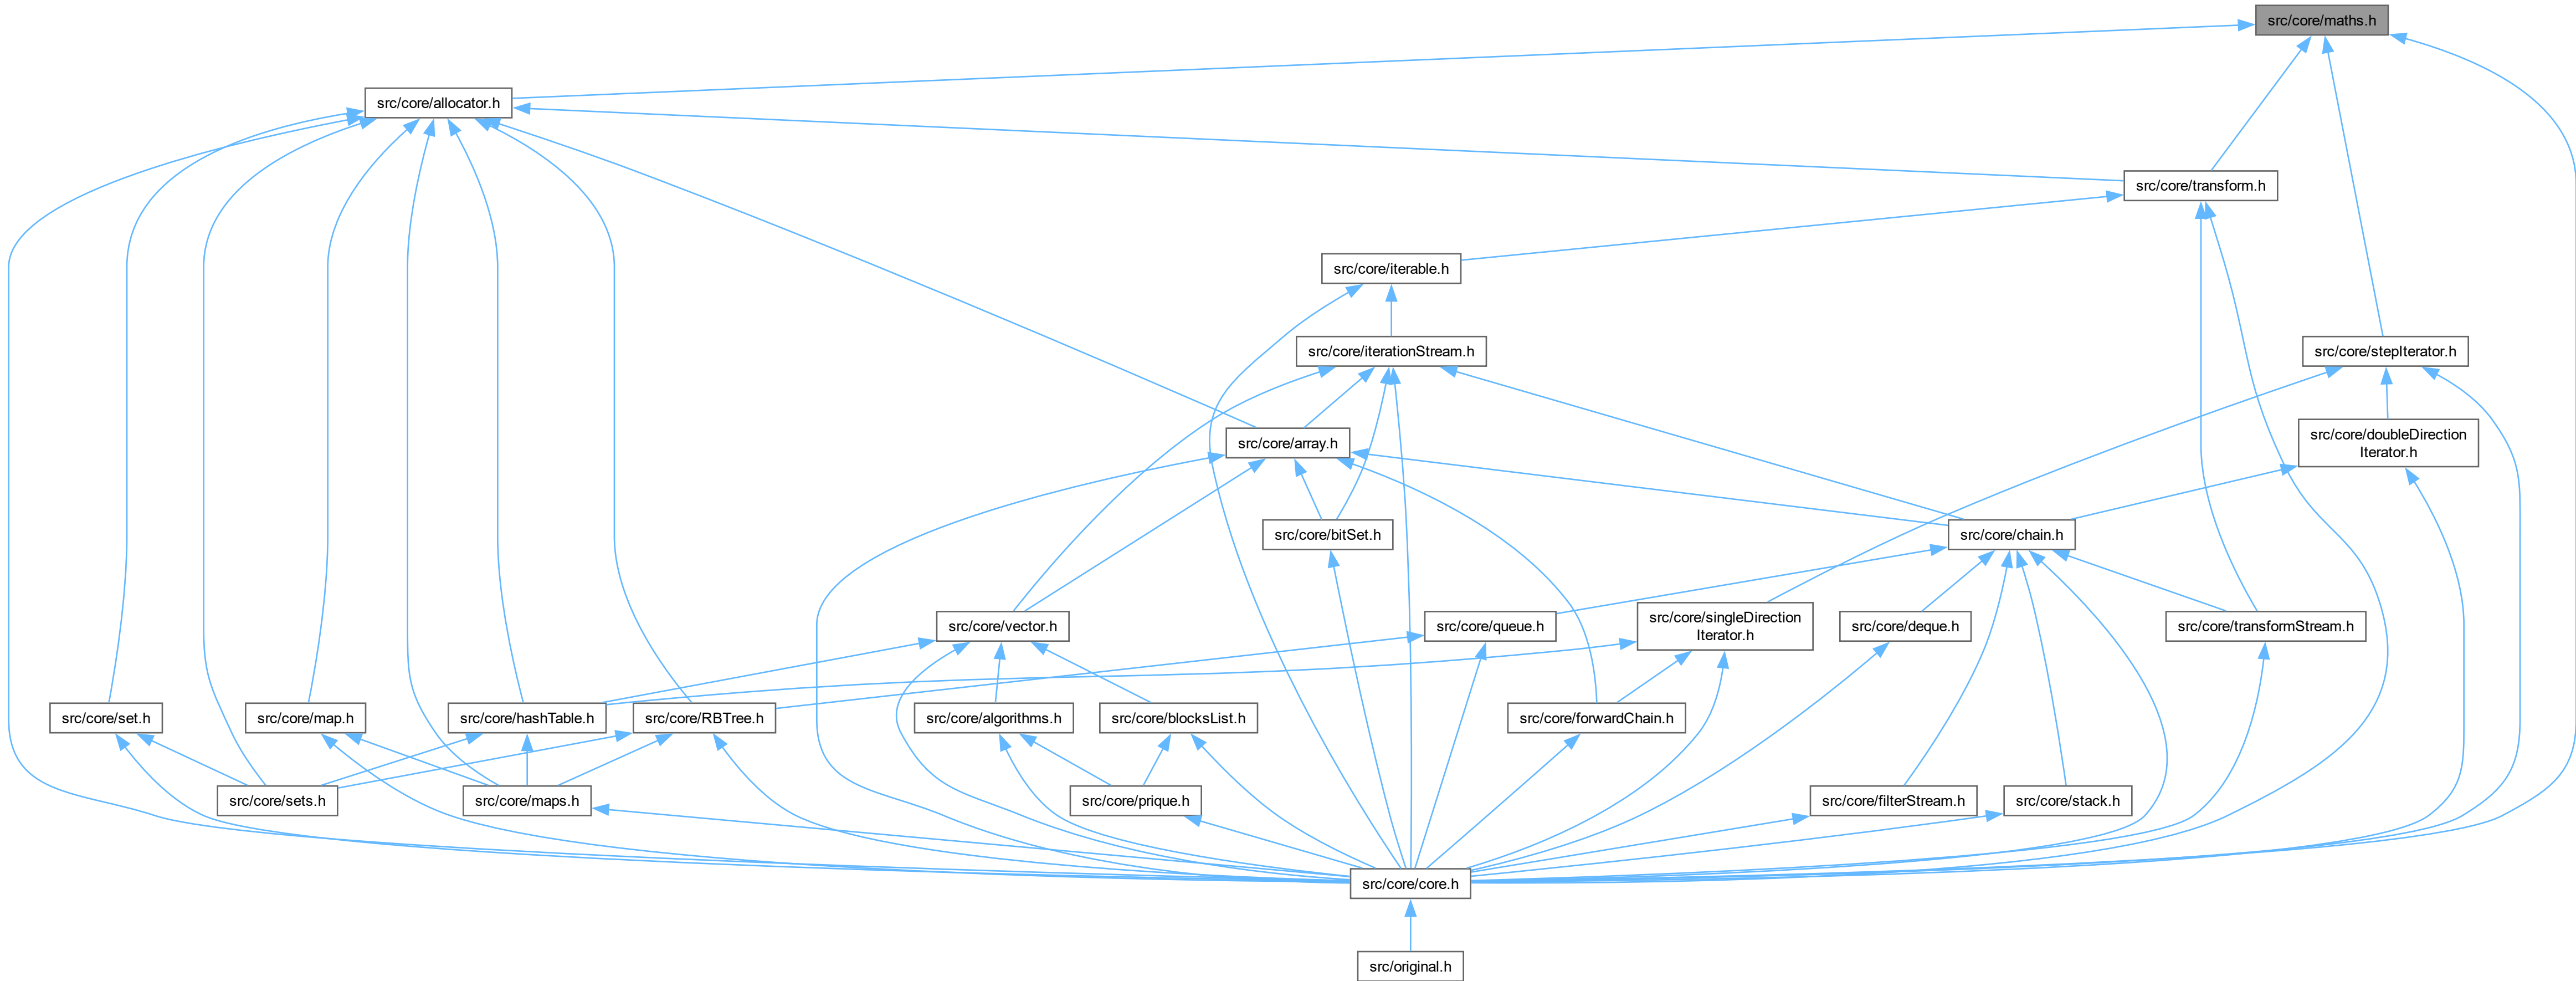 src/core/maths.h
src/core/allocator.h
src/core/transform.h
src/core/iterable.h
src/core/iterationStream.h
src/core/stepIterator.h
src/core/array.h
src/core/doubleDirection
Iterator.h
src/core/bitSet.h
src/core/chain.h
src/core/vector.h
src/core/queue.h
src/core/singleDirection
Iterator.h
src/core/deque.h
src/core/transformStream.h
src/core/set.h
src/core/map.h
src/core/hashTable.h
src/core/RBTree.h
src/core/algorithms.h
src/core/blocksList.h
src/core/forwardChain.h
src/core/sets.h
src/core/maps.h
src/core/prique.h
src/core/filterStream.h
src/core/stack.h
src/core/core.h
src/original.h